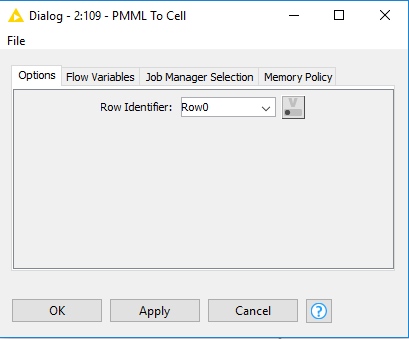 Dialog - 2:109 - PMML To Cell
File
Options Flow Variables Job Manager Selection Memory Policy
Row Identifier: Row0
V
OK Apply Cancel ?